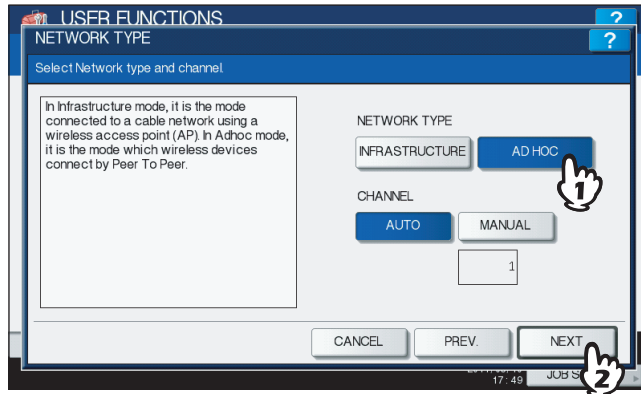 USER FUNCTIONS
?
NETWORK TYPE
?
Select Network type and channel.
In Infrastructure mode, it is the mode
connected to a cable network using a
wireless access point (AP). In Adhoc mode,
it is the mode which wireless devices
connect by Peer To Peer.
NETWORK TYPE
INFRASTRUCTURE
AD HOC
1
CHANNEL
AUTO
MANUAL
1
CANCEL
PREV.
NEXT
2
17:49
JOB S